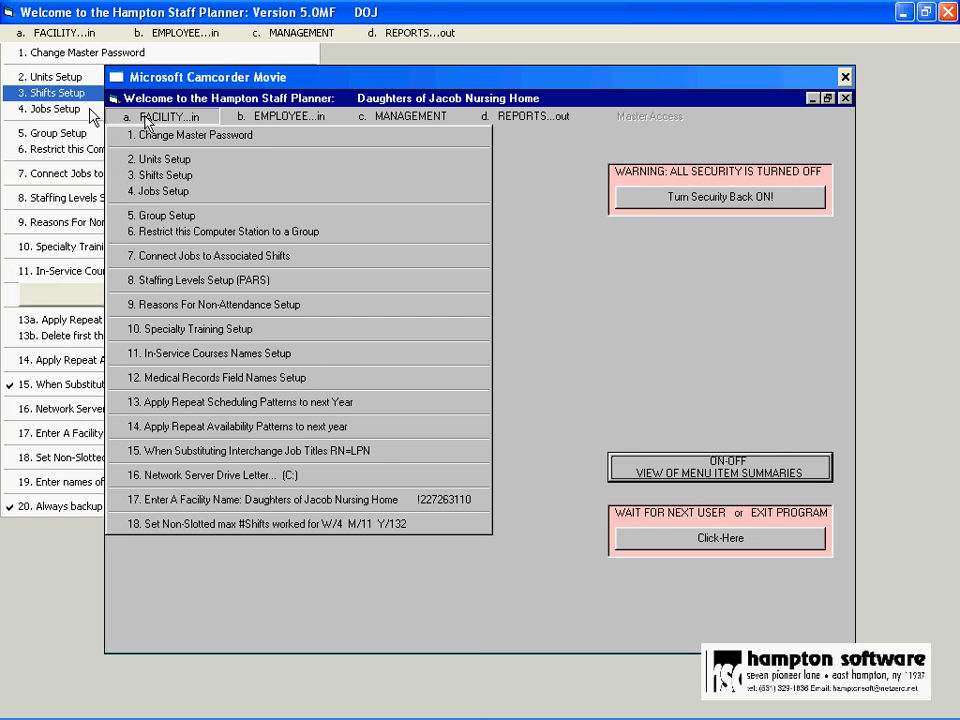 Welcome to the Hampton Staff Planner: Version 5.0MF DOJ
a. FACILITY...in b. EMPLOYEE...in c. MANAGEMENT d. REPORTS...out
1. Change Master Password
2. Units Setup
3. Shifts Setup
4. Jobs Setup
5. Group Setup
6. Restrict this Com
7. Connect Jobs to
8. Staffing Levels S
9. Reasons For Non
10. Specialty Traini
11. In-Service Cou
13a. Apply Repeat
13b. Delete first th
14. Apply Repeat A
15. When Substitut
16. Network Server
17. Enter A Facility
18. Set Non-Slotted
19. Enter names of
20. Always backup
Microsoft Camcorder Movie
Welcome to the Hampton Staff Planner: Daughters of Jacob Nursing Home
a. FACILITY...in b. EMPLOYEE...in c. MANAGEMENT d. REPORTS...out Master Access
1. Change Master Password
2. Units Setup
3. Shifts Setup
4. Jobs Setup
5. Group Setup
6. Restrict this Computer Station to a Group
7. Connect Jobs to Associated Shifts
8. Staffing Levels Setup (PARS)
9. Reasons For Non-Attendance Setup
10. Specialty Training Setup
11. In-Service Courses Names Setup
12. Medical Records Field Names Setup
13. Apply Repeat Scheduling Patterns to next Year
14. Apply Repeat Availability Patterns to next year
15. When Substituting Interchange Job Titles RN=LPN
16. Network Server Drive Letter... (C:)
17. Enter A Facility Name: Daughters of Jacob Nursing Home !227263110
18. Set Non-Slotted max #Shifts worked for W/4 M/11 Y/132
WARNING: ALL SECURITY IS TURNED OFF
Turn Security Back ON!
ON-OFF
VIEW OF MENU ITEM SUMMARIES
WAIT FOR NEXT USER or EXIT PROGRAM
Click-Here
hampton software
seven pioneer lane • east hampton, ny 11937
tel: (631) 329-1836 Email: hamptonsoft@netzero.net